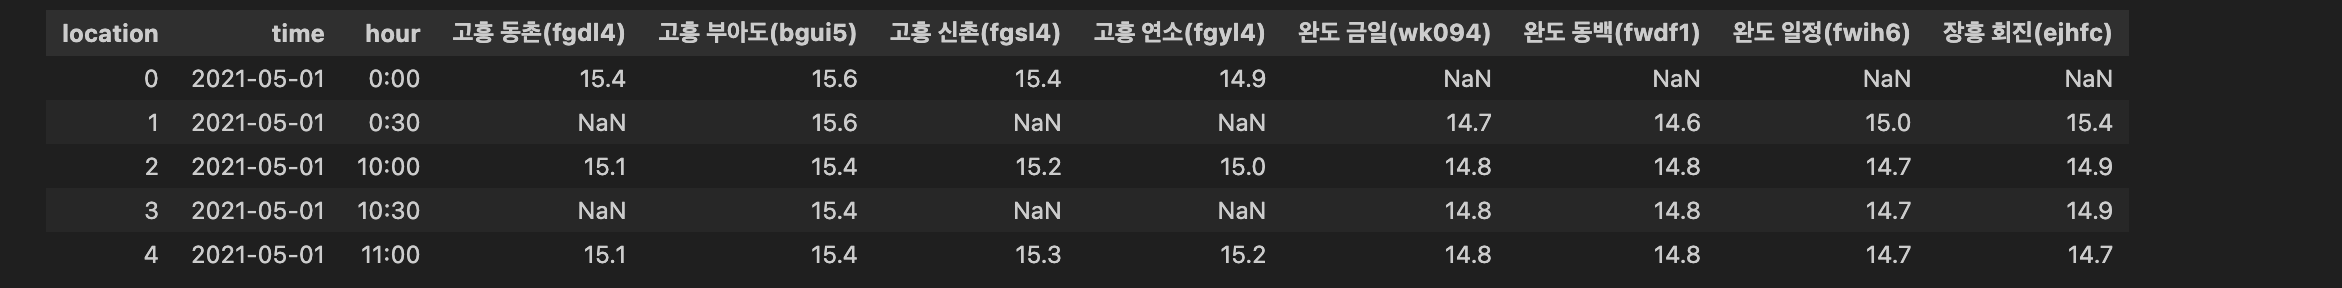 location time hour 고흥 동촌(fgdl4) 고흥 부아도(bgui5) 고흥 신촌(fgsl4) 고흥 연소(fgyl4) 완도 금일(wk094) 완도 동백(fwdf1) 완도 일정(fwih6) 장흥 회진(ejhfc)
0 2021-05-01 0:00 15.4 15.6 15.4 14.9 NaN NaN NaN NaN
1 2021-05-01 0:30 NaN 15.6 NaN NaN 14.7 14.6 15.0 15.4
2 2021-05-01 10:00 15.1 15.4 15.2 15.0 14.8 14.8 14.7 14.9
3 2021-05-01 10:30 NaN 15.4 NaN NaN 14.8 14.8 14.7 14.9
4 2021-05-01 11:00 15.1 15.4 15.3 15.2 14.8 14.8 14.7 14.7